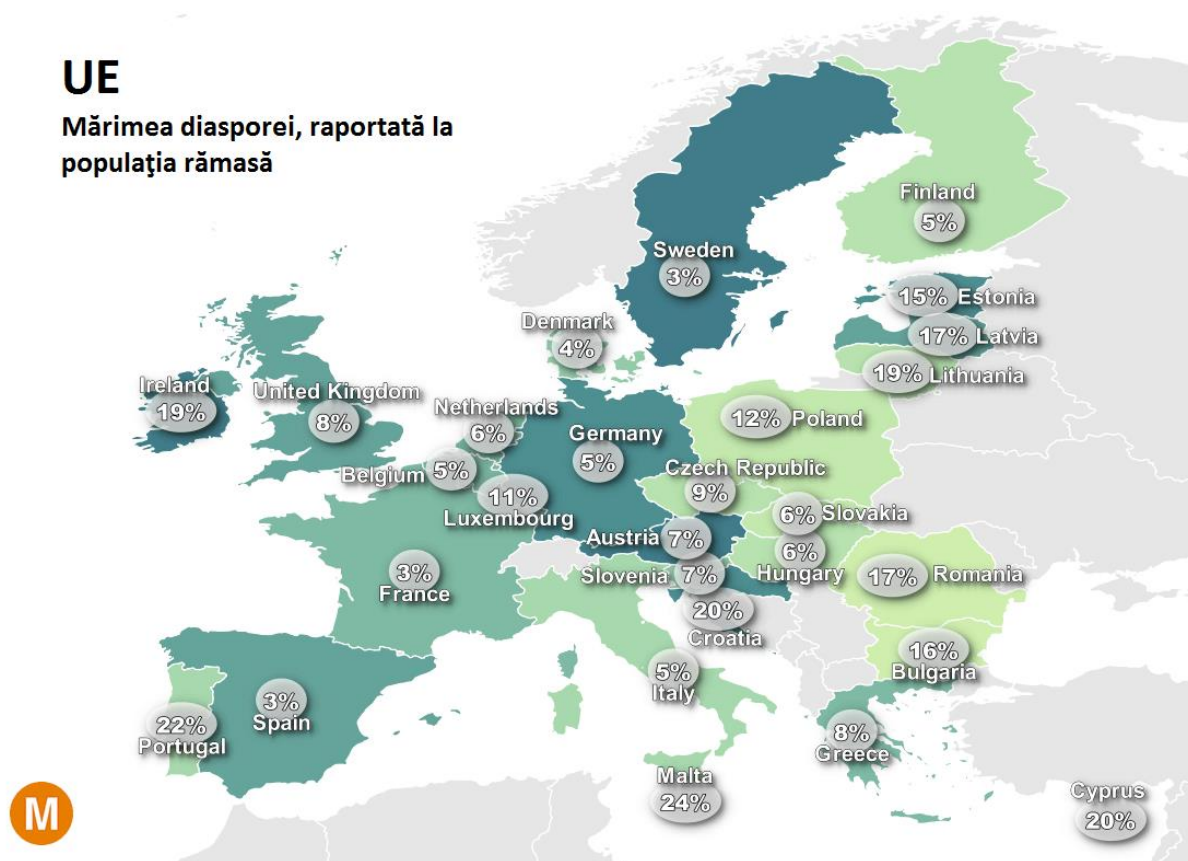 UE
Mărimea diasporei, raportată la
populaţia rămasă
Finland
5%
Sweden
3%
15% Estonia
17% Latvia
19% Lithuania
Denmark
4%
Ireland
19%
United Kingdom
8%
Netherlands
6%
Belgium 5%
11%
Luxembourg
Germany
5%
12% Poland
Czech Republic
9%
6% Slovakia
Austria 7%
6%
Hungary
Slovenia 7%
20%
Croatia
17% Romania
16%
Bulgaria
3%
France
5%
Italy
3%
Spain
22%
Portugal
8%
Greece
Malta
24%
Cyprus
20%
M